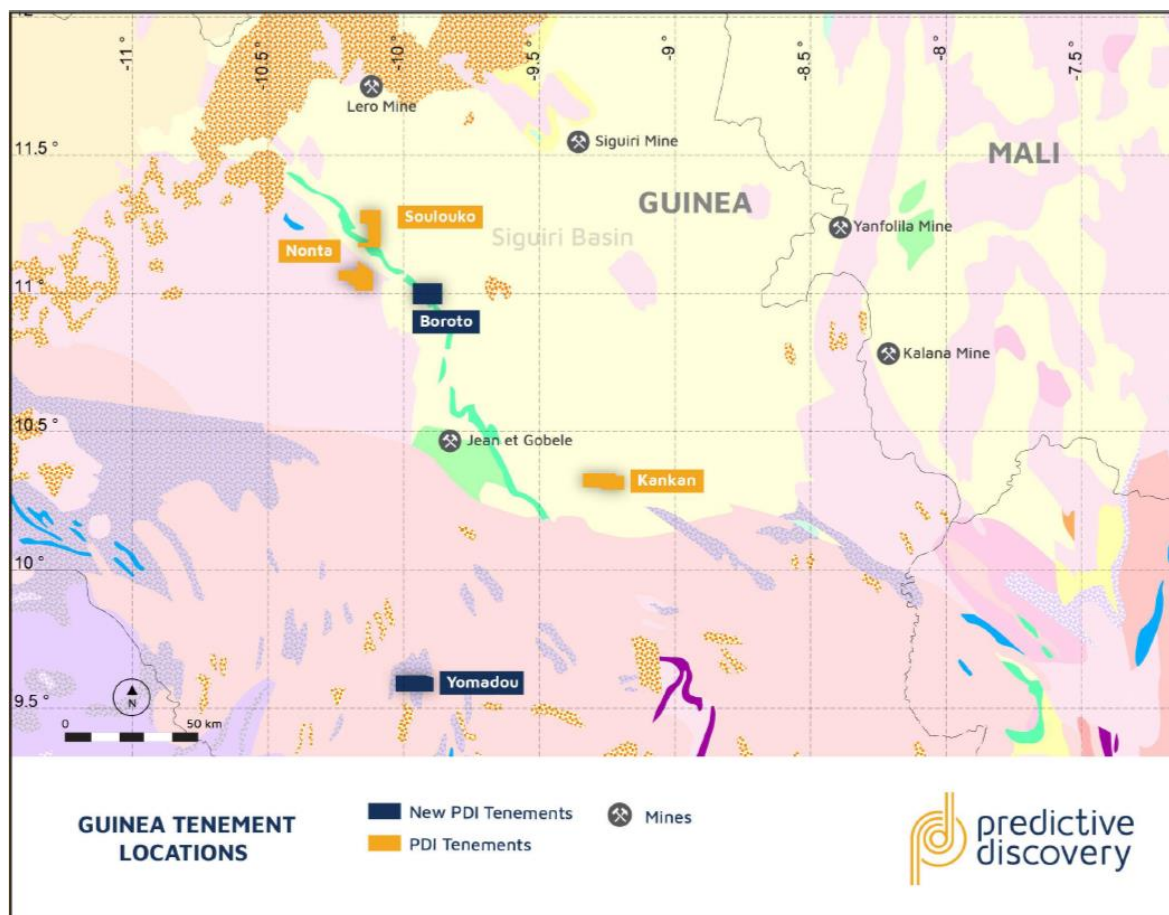 12°
-11°
-10.5°
-10°
-9.5°
-9°
-8.5°
-8°
-7.5°
Lero Mine
11.5°
Siguiri Mine
MALI
GUINEA
Soulouko
Yanfolila Mine
Siguiri Basin
Nonta
11°
Boroto
Kalana Mine
10.5°
Jean et Gobele
Kankan
10°
Yomadou
9.5°
N
0
50 km
GUINEA TENEMENT
LOCATIONS
New PDI Tenements
PDI Tenements
Mines
predictive
discovery